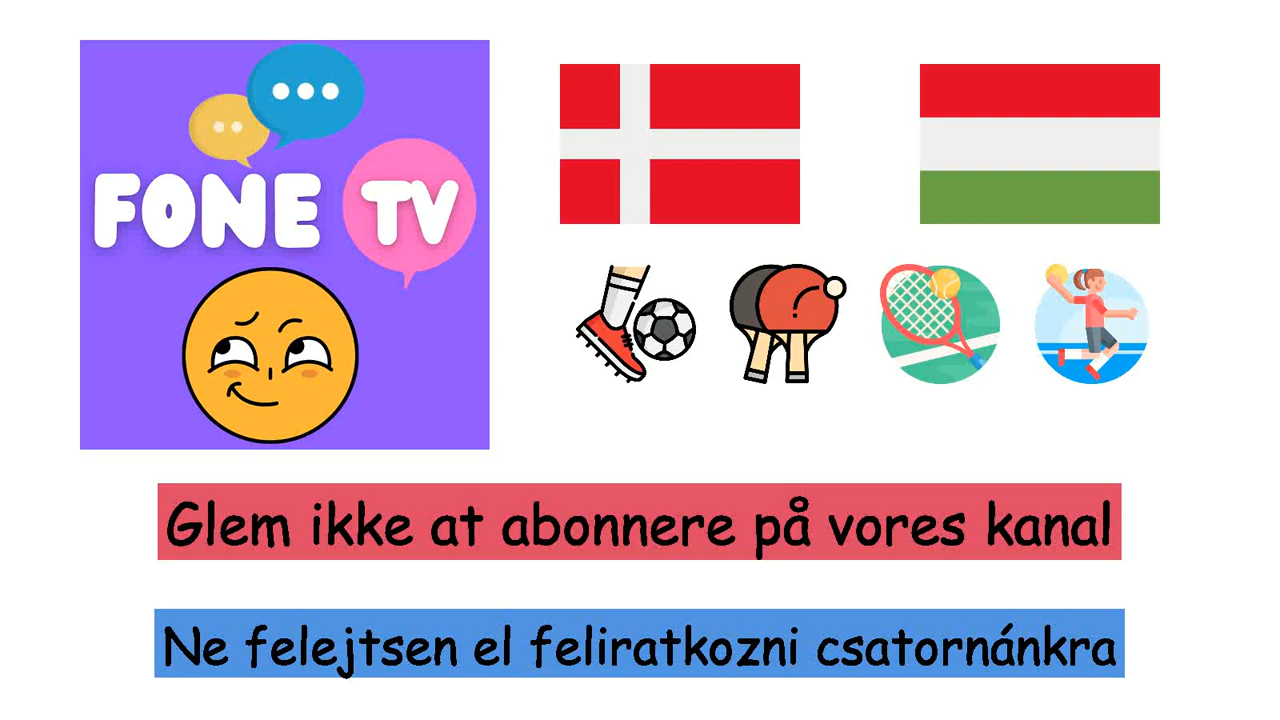 FONE TV
Glem ikke at abonnere på vores kanal
Ne felejtsen el feliratkozni csatornánkra